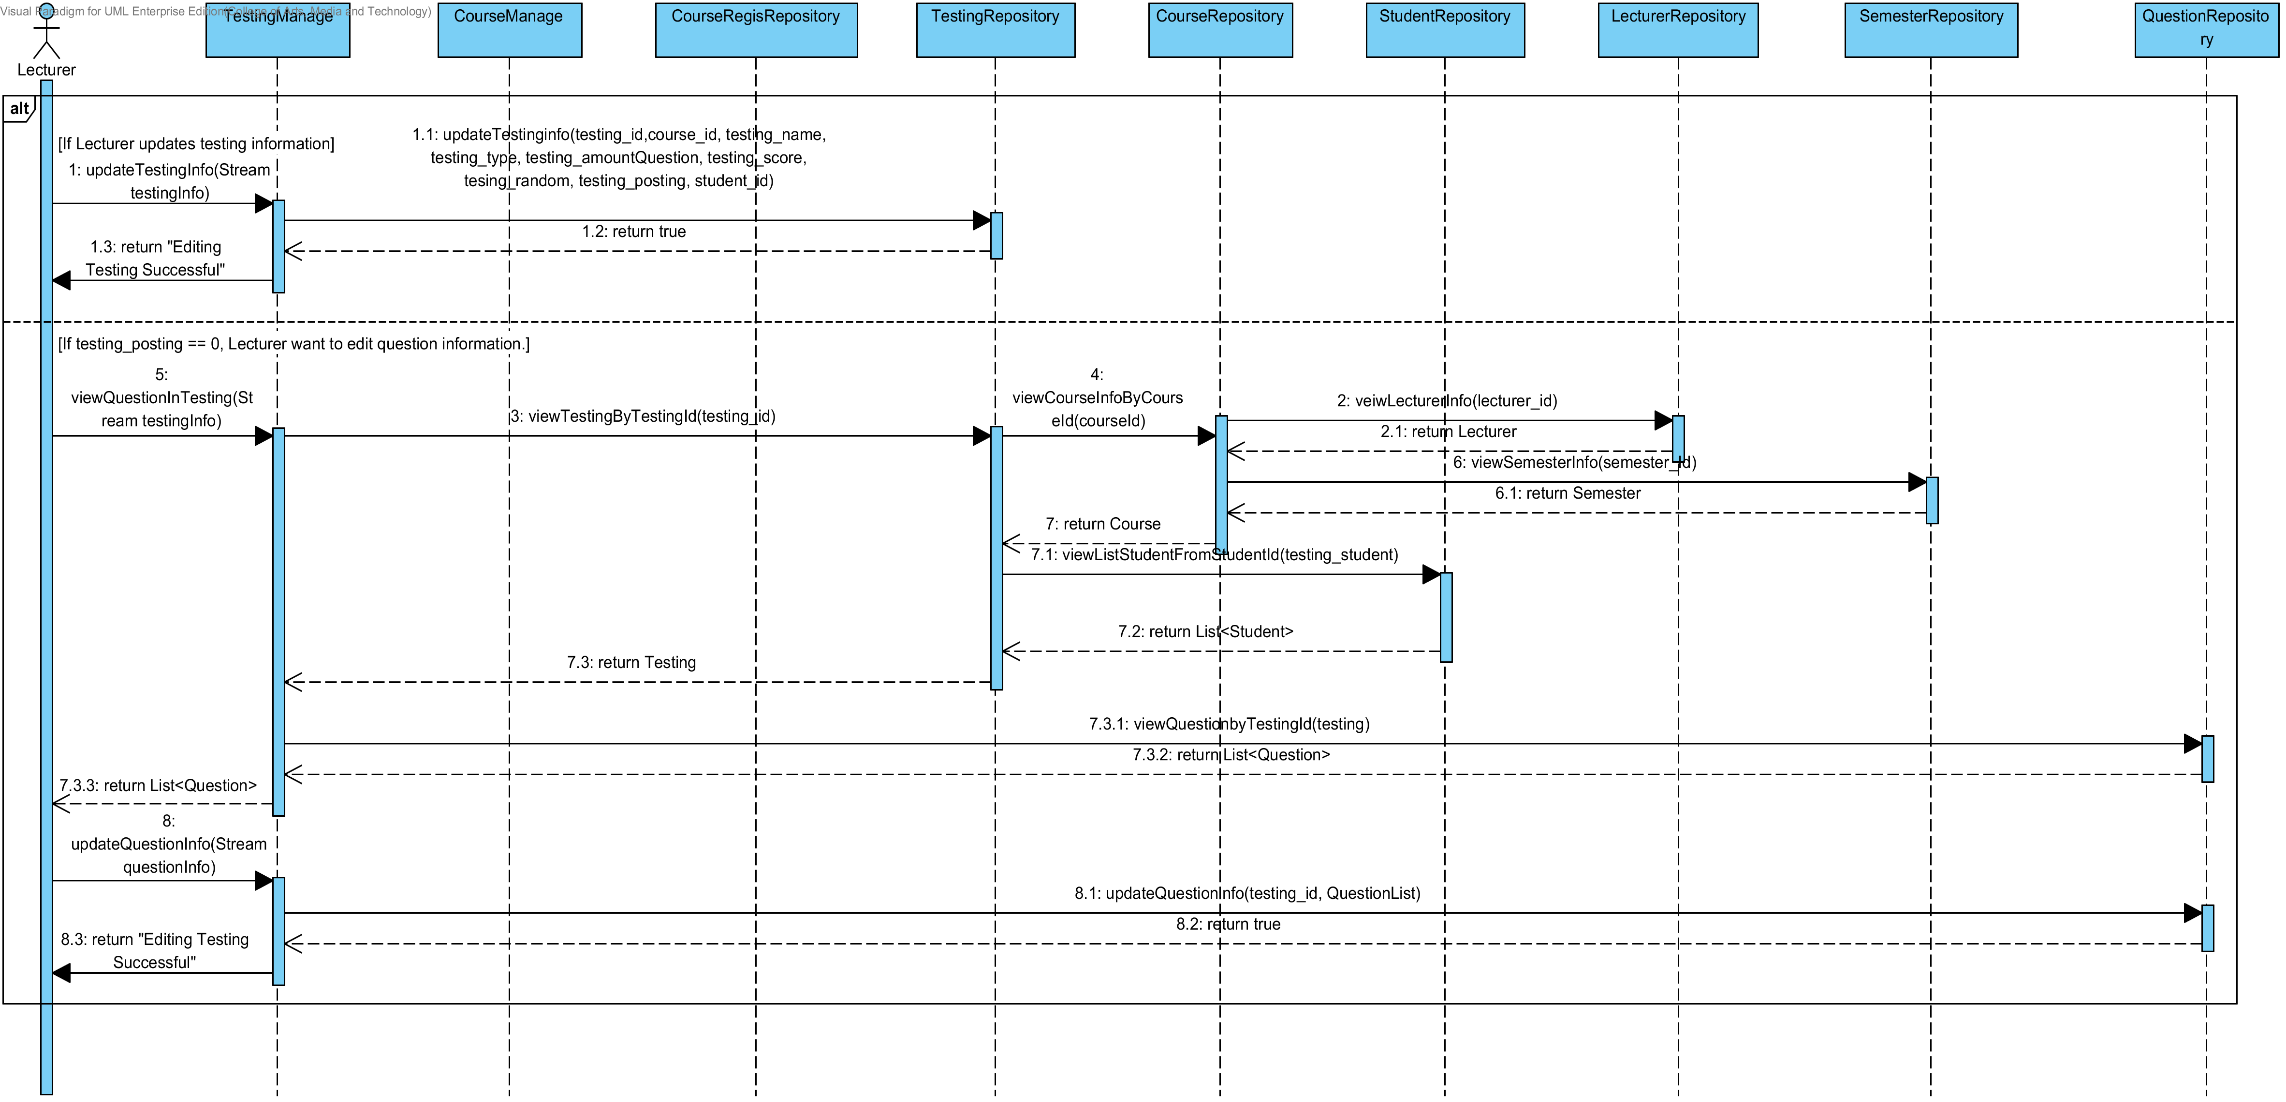 Visual Paradigm for UML Enterprise Edition(College of Arts, Media and Technology)
TestingManage
CourseManage
CourseRegisRepository
TestingRepository
CourseRepository
StudentRepository
LecturerRepository
SemesterRepository
QuestionReposito
ry
Lecturer
alt
[If Lecturer updates testing information]
1: updateTestingInfo(Stream
testingInfo)
1.1: updateTestinginfo(testing_id,course_id, testing_name,
testing_type, testing_amountQuestion, testing_score,
tesing_random, testing_posting, student_id)
1.2: return true
1.3: return "Editing
Testing Successful"
[If testing_posting == 0, Lecturer want to edit question information.]
5:
viewQuestionInTesting(St
ream testingInfo)
3: viewTestingByTestingId(testing_id)
4:
viewCourseInfoByCours
eId(courseId)
2: veiwLecturerInfo(lecturer_id)
2.1: return Lecturer
6: viewSemesterInfo(semester_id)
6.1: return Semester
7: return Course
7.1: viewListStudentFromStudentId(testing_student)
7.2: return List<Student>
7.3: return Testing
7.3.1: viewQuestionbyTestingId(testing)
7.3.2: return List<Question>
7.3.3: return List<Question>
8:
updateQuestionInfo(Stream
questionInfo)
8.1: updateQuestionInfo(testing_id, QuestionList)
8.2: return true
8.3: return "Editing Testing
Successful"